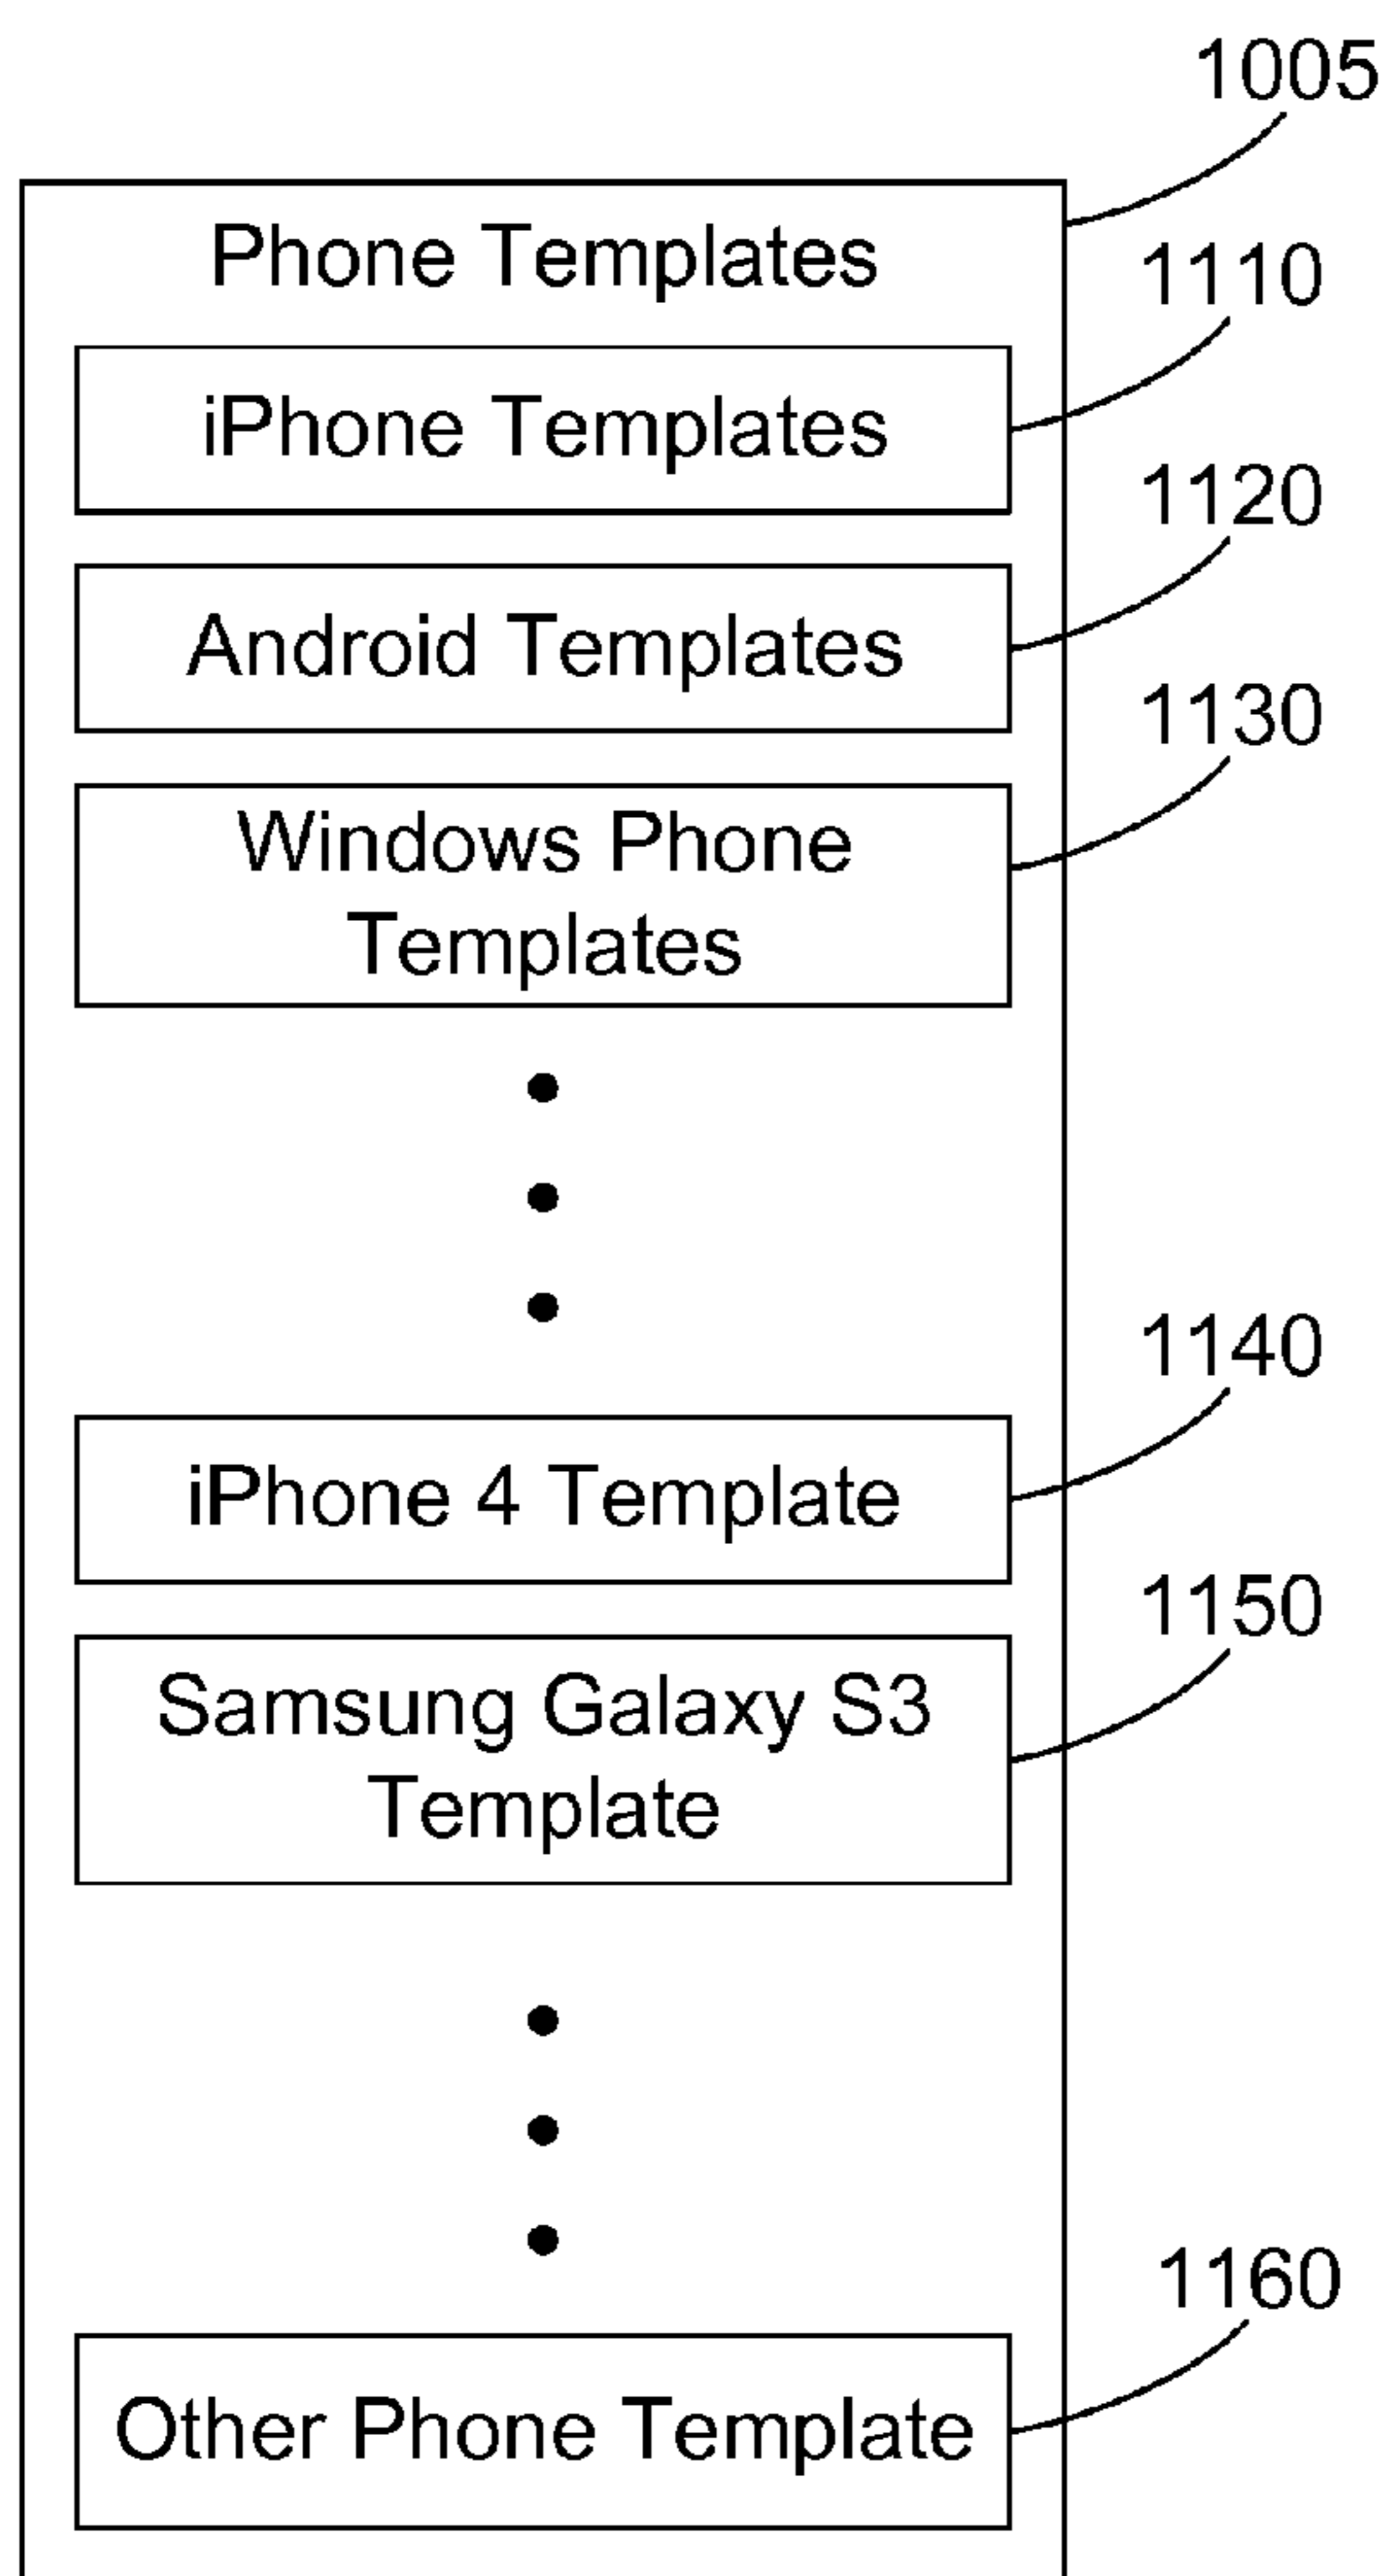 1005
Phone Templates
1110
iPhone Templates
1120
Android Templates
1130
Windows Phone
Templates
1140
iPhone 4 Template
1150
Samsung Galaxy S3
Template
1160
Other Phone Template